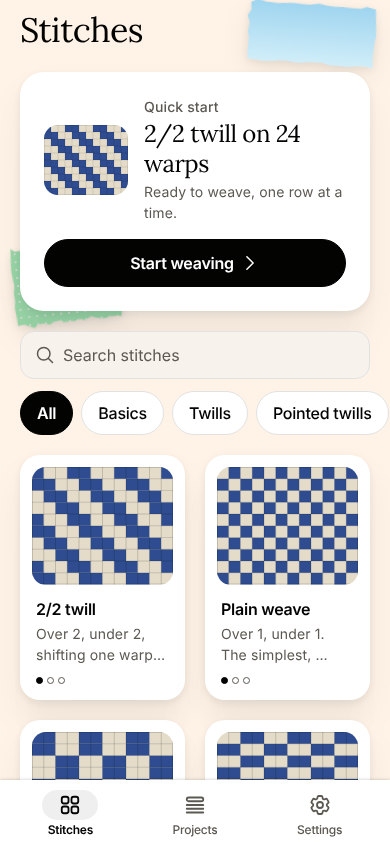 Stitches
Quick start
2/2 twill on 24
warps
Ready to weave, one row at a
time.
Start weaving
Search stitches
All
Basics
Twills
Pointed twills
2/2 twill
Over 2, under 2,
shifting one warp...
Plain weave
Over 1, under 1.
The simplest, ...
Stitches
Projects
Settings